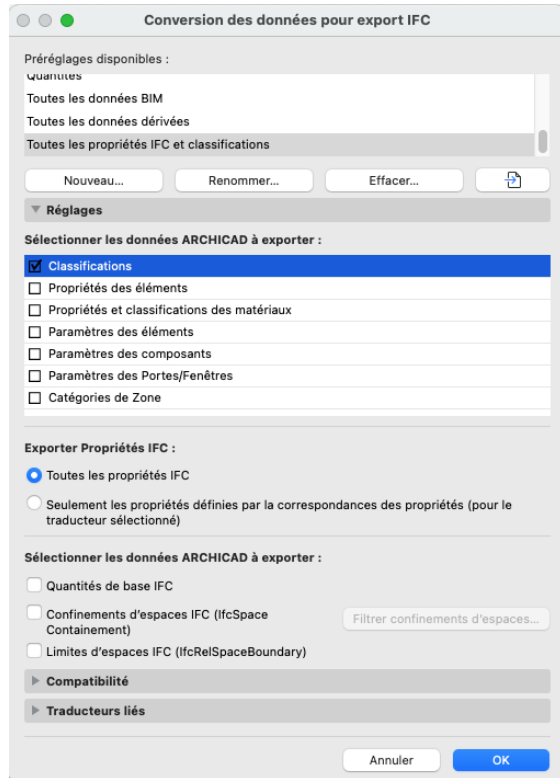 Conversion des données pour export IFC
Préréglages disponibles :
Quantités
Toutes les données BIM
Toutes les données dérivées
Toutes les propriétés IFC et classifications
Nouveau...
Renommer...
Effacer...
Réglages
Sélectionner les données ARCHICAD à exporter :
Classifications
Propriétés des éléments
Propriétés et classifications des matériaux
Paramètres des éléments
Paramètres des composants
Paramètres des Portes/Fenêtres
Catégories de Zone
Exporter Propriétés IFC :
Toutes les propriétés IFC
Seulement les propriétés définies par la correspondances des propriétés (pour le
traducteur sélectionné)
Sélectionner les données ARCHICAD à exporter :
Quantités de base IFC
Confinements d'espaces IFC (IfcSpace
Containement)
Filtrer confinements d'espaces...
Limites d'espaces IFC (IfcRelSpaceBoundary)
Compatibilité
Traducteurs liés
Annuler
OK